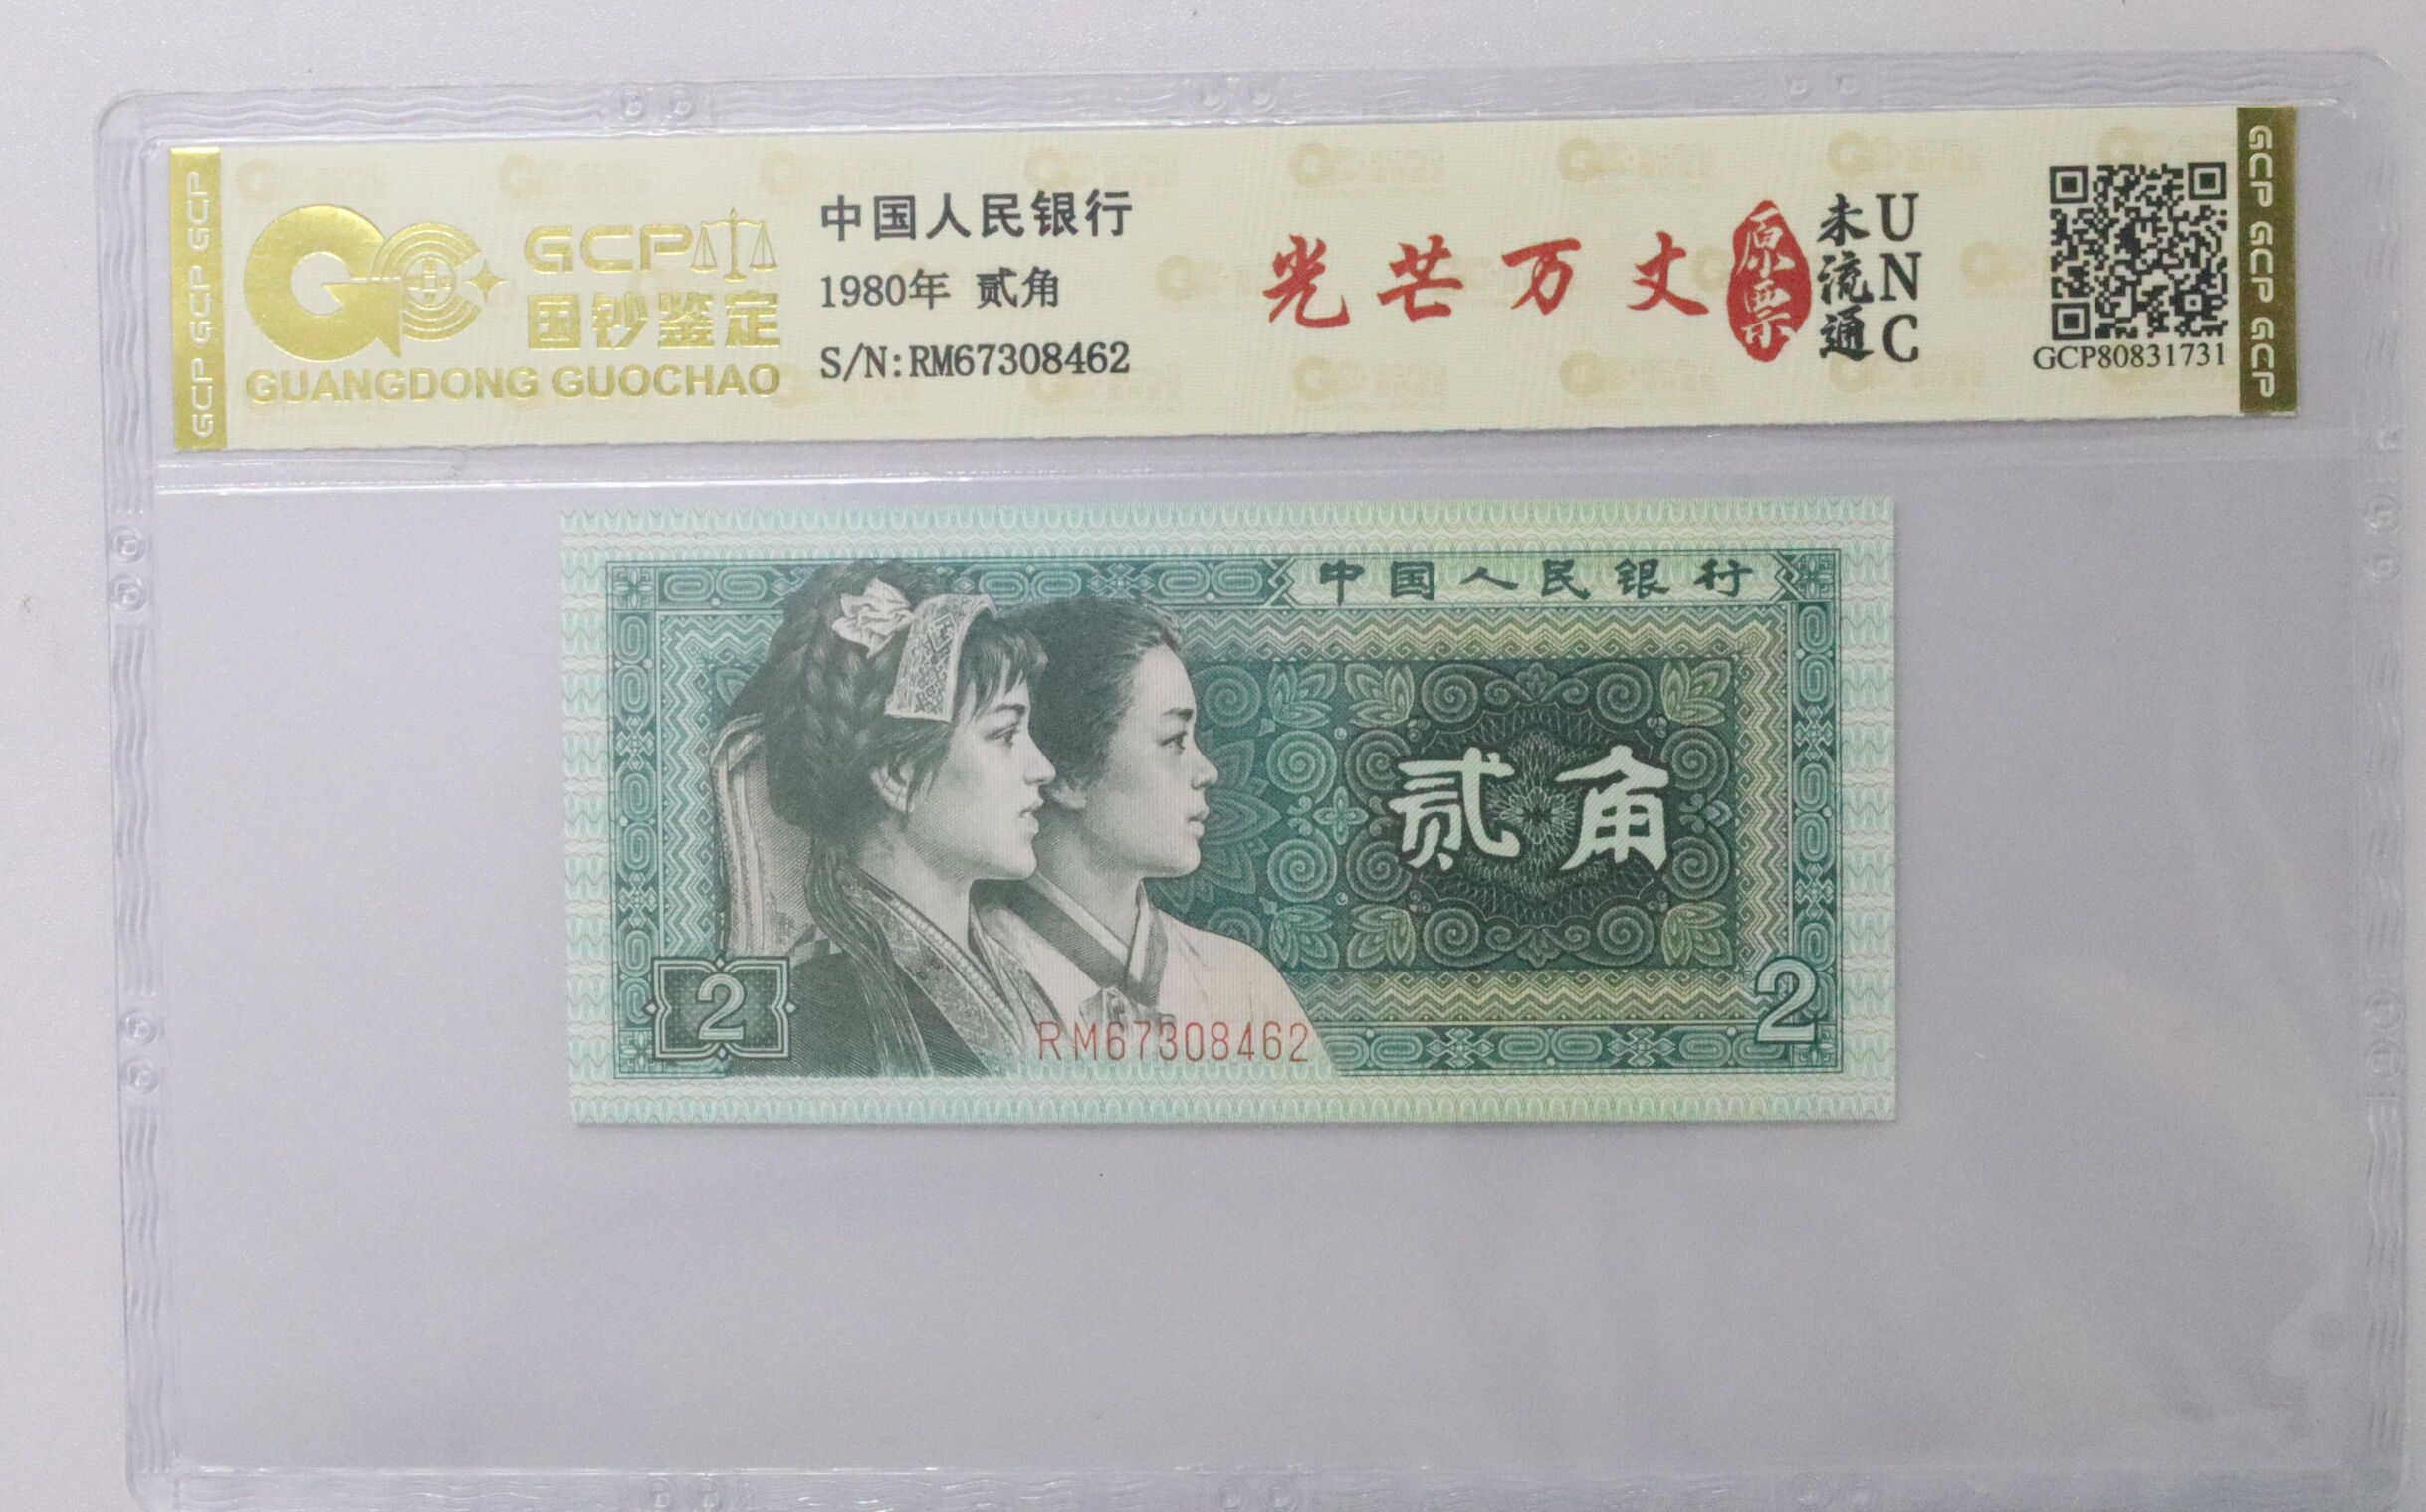 GCP GCP GCP
GCP
国钞鉴定
GUANGDONG GUOCHAO
中国人民银行
1980年 贰角
S/N:RM67308462
光芒万丈
原票
未流通
UNC
GCP80831731
GCP GCP GCP
中国人民银行
贰角
2
2
RM67308462